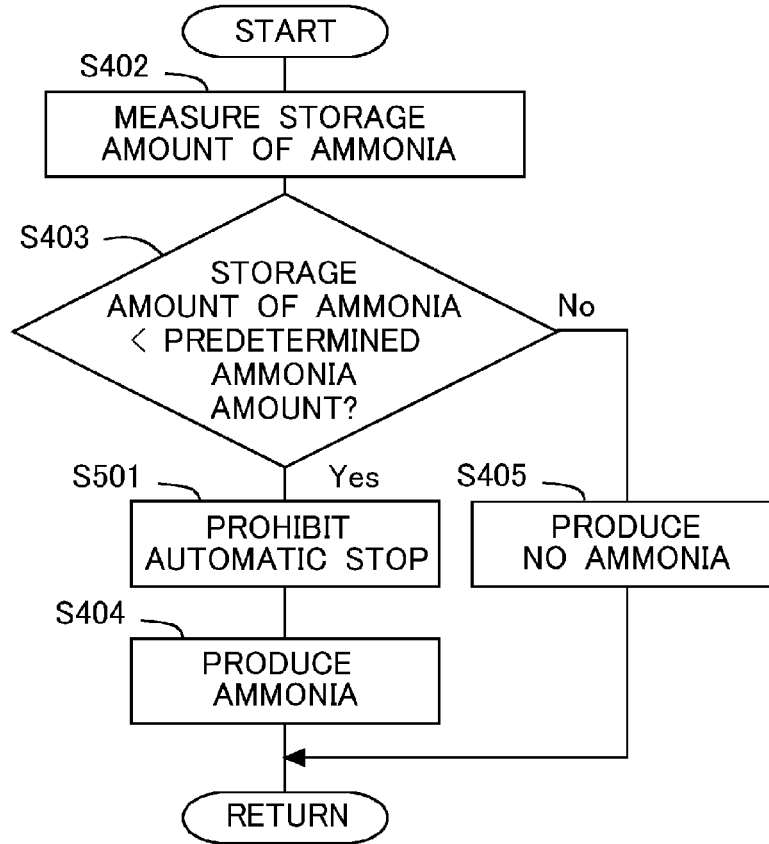 START
S402
MEASURE STORAGE
AMOUNT OF AMMONIA
S403
STORAGE
AMOUNT OF AMMONIA
< PREDETERMINED
AMMONIA
AMOUNT?
No
Yes
S501
PROHIBIT
AUTOMATIC STOP
S405
PRODUCE
NO AMMONIA
S404
PRODUCE
AMMONIA
RETURN